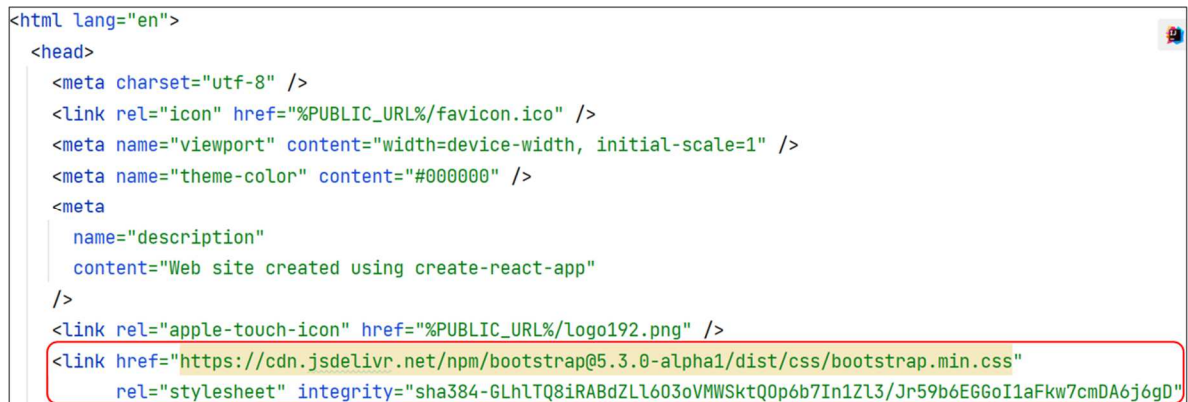 <html lang="en">
<head>
<meta charset="utf-8" />
<link rel="icon" href="%PUBLIC_URL%/favicon.ico" />
<meta name="viewport" content="width=device-width, initial-scale=1" />
<meta name="theme-color" content="#000000" />
<meta
name="description"
content="Web site created using create-react-app"
/>
<link rel="apple-touch-icon" href="%PUBLIC_URL%/logo192.png" />
<link href="https://cdn.jsdelivr.net/npm/bootstrap@5.3.0-alpha1/dist/css/bootstrap.min.css"
rel="stylesheet" integrity="sha384-GLhlTQ8iRABdZLl6O3oVMWSktQOp6b7In1Zl3/Jr59b6EGGoI1aFkw7cmDA6j6gD"